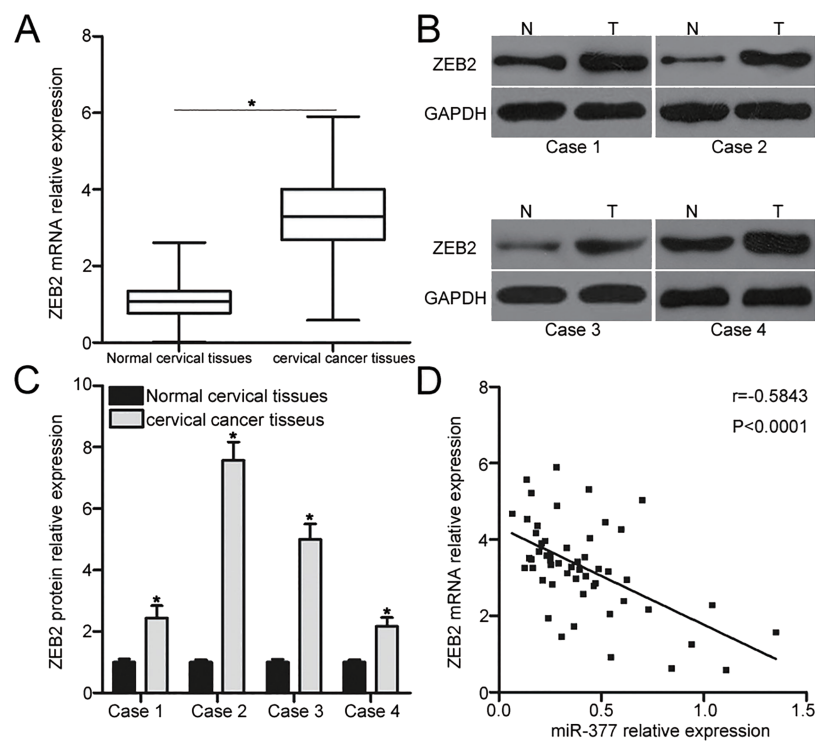 A
ZEB2 mRNA relative expression
8
6
4
2
0
*
Normal cervical tissues
cervical cancer tissues
B
N T N T
ZEB2
GAPDH
Case 1 Case 2
N T N T
ZEB2
GAPDH
Case 3 Case 4
C
ZEB2 protein relative expression
10
8
6
4
2
0
Normal cervical tissues
cervical cancer tisseus
* * * *
Case 1 Case 2 Case 3 Case 4
D
ZEB2 mRNA relative expression
8
6
4
2
0
r=-0.5843
P<0.0001
0.0 0.5 1.0 1.5
miR-377 relative expression